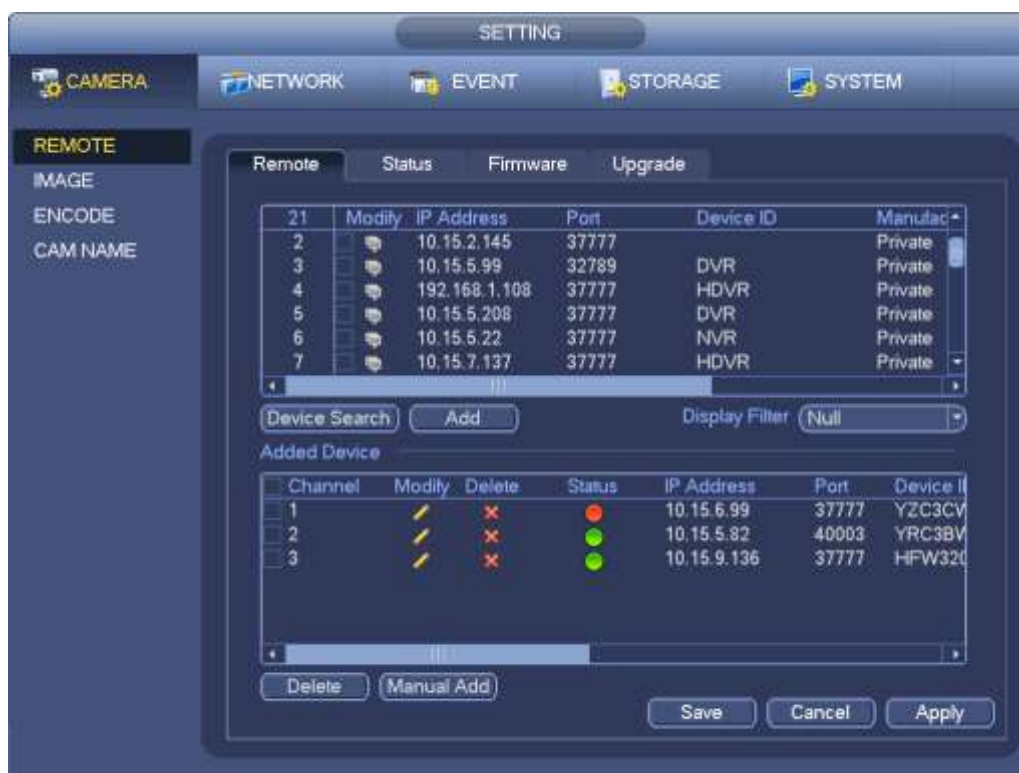 SETTING
CAMERA NETWORK EVENT STORAGE SYSTEM
REMOTE
IMAGE
ENCODE
CAM NAME
Remote Status Firmware Upgrade
21 Modify IP Address Port Device ID Manufac
2 10.15.2.145 37777 Private
3 10.15.5.99 32789 DVR Private
4 192.168.1.108 37777 HDVR Private
5 10.15.5.208 37777 DVR Private
6 10.15.5.22 37777 NVR Private
7 10.15.7.137 37777 HDVR Private
Device Search Add Display Filter Null
Added Device
Channel Modify Delete Status IP Address Port Device I
1 10.15.6.99 37777 YZC3CV
2 10.15.5.82 40003 YRC3BV
3 10.15.9.136 37777 HFW320
Delete Manual Add
Save Cancel Apply